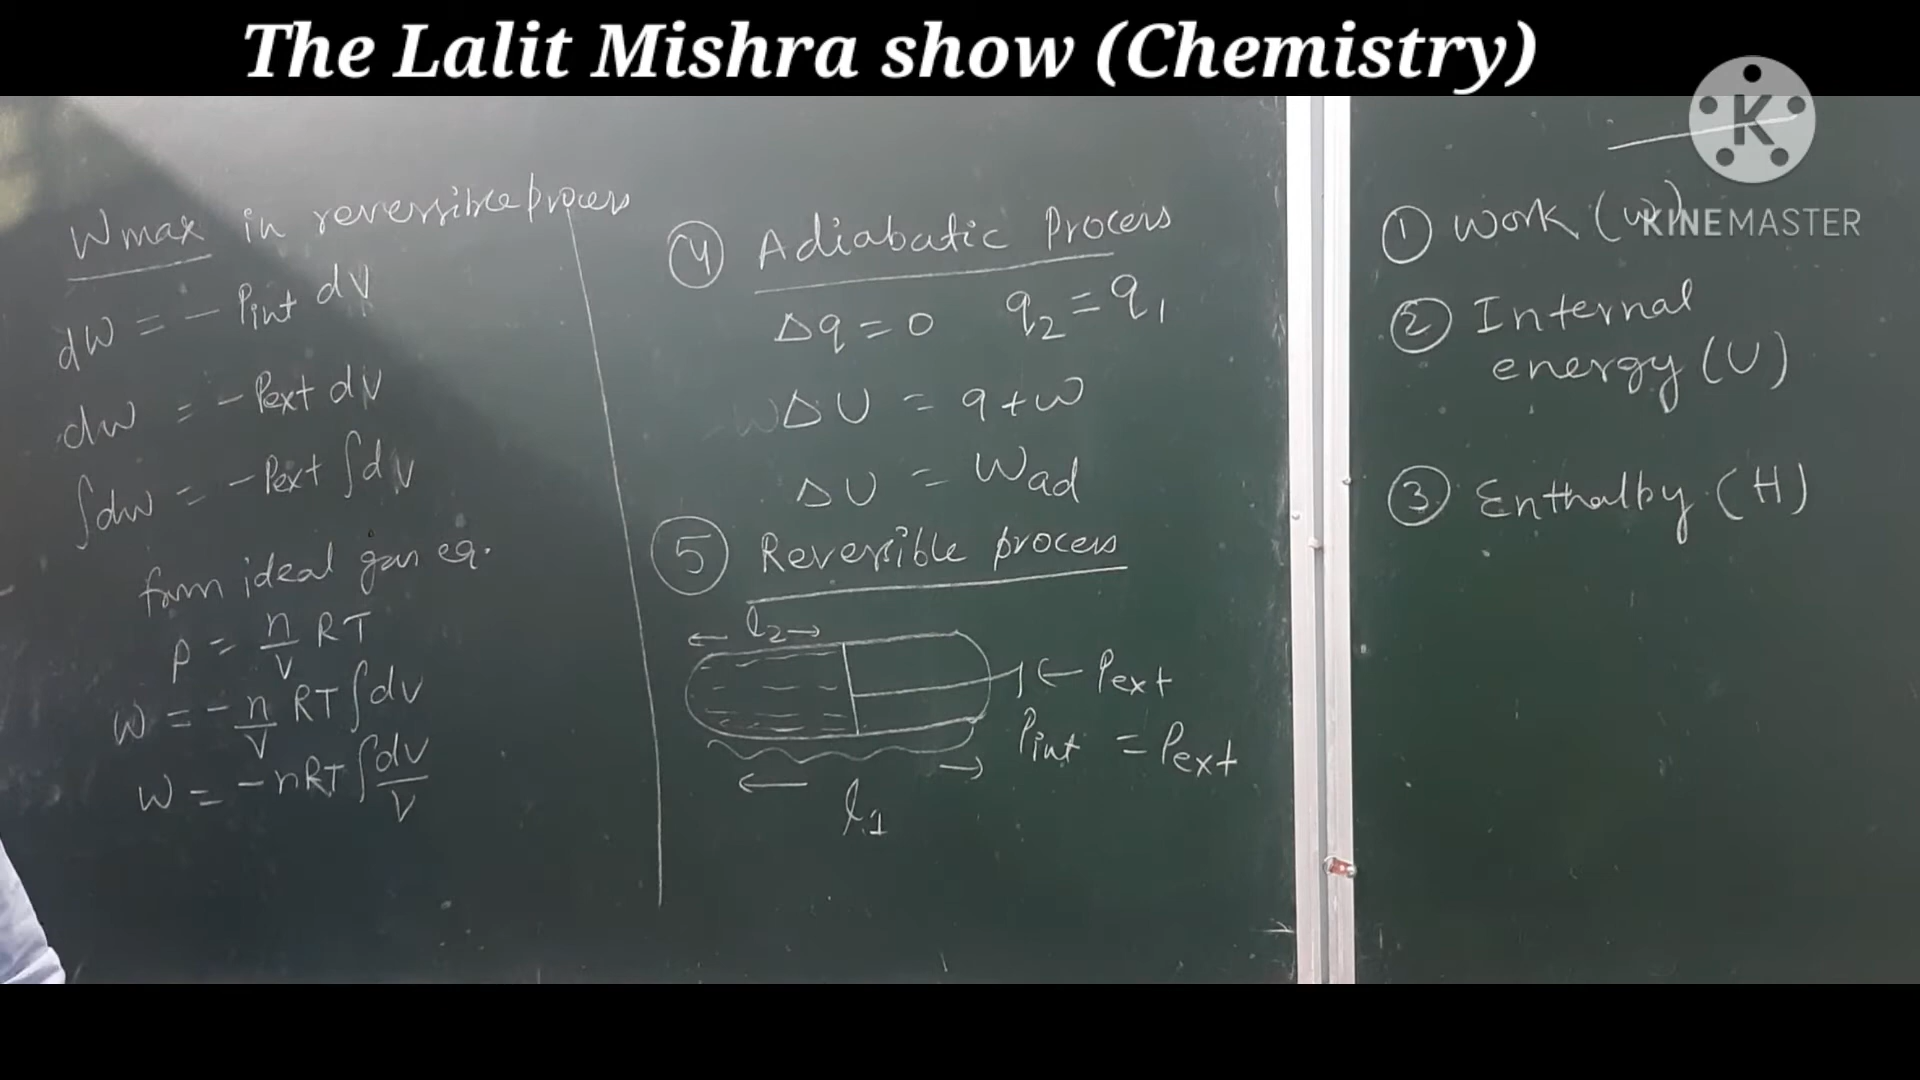 The Lalit Mishra show (Chemistry)
K
KINEMASTER
Wmax in reversible process
dW = - Pint dV
dW = - Pext dV
∫dW = - Pext ∫dV
from ideal gas eq.
P = n/V RT
W = - n/V RT ∫dV
W = - nRT ∫ dV/V
④ Adiabatic Process
Δq = 0 q₂ = q₁
ΔU = q + W
ΔU = Wad
⑤ Reversible process
← l₂ →
← Pext
Pint = Pext
← →
l₁
① Work (W)
② Internal
energy (U)
③ Enthalpy (H)